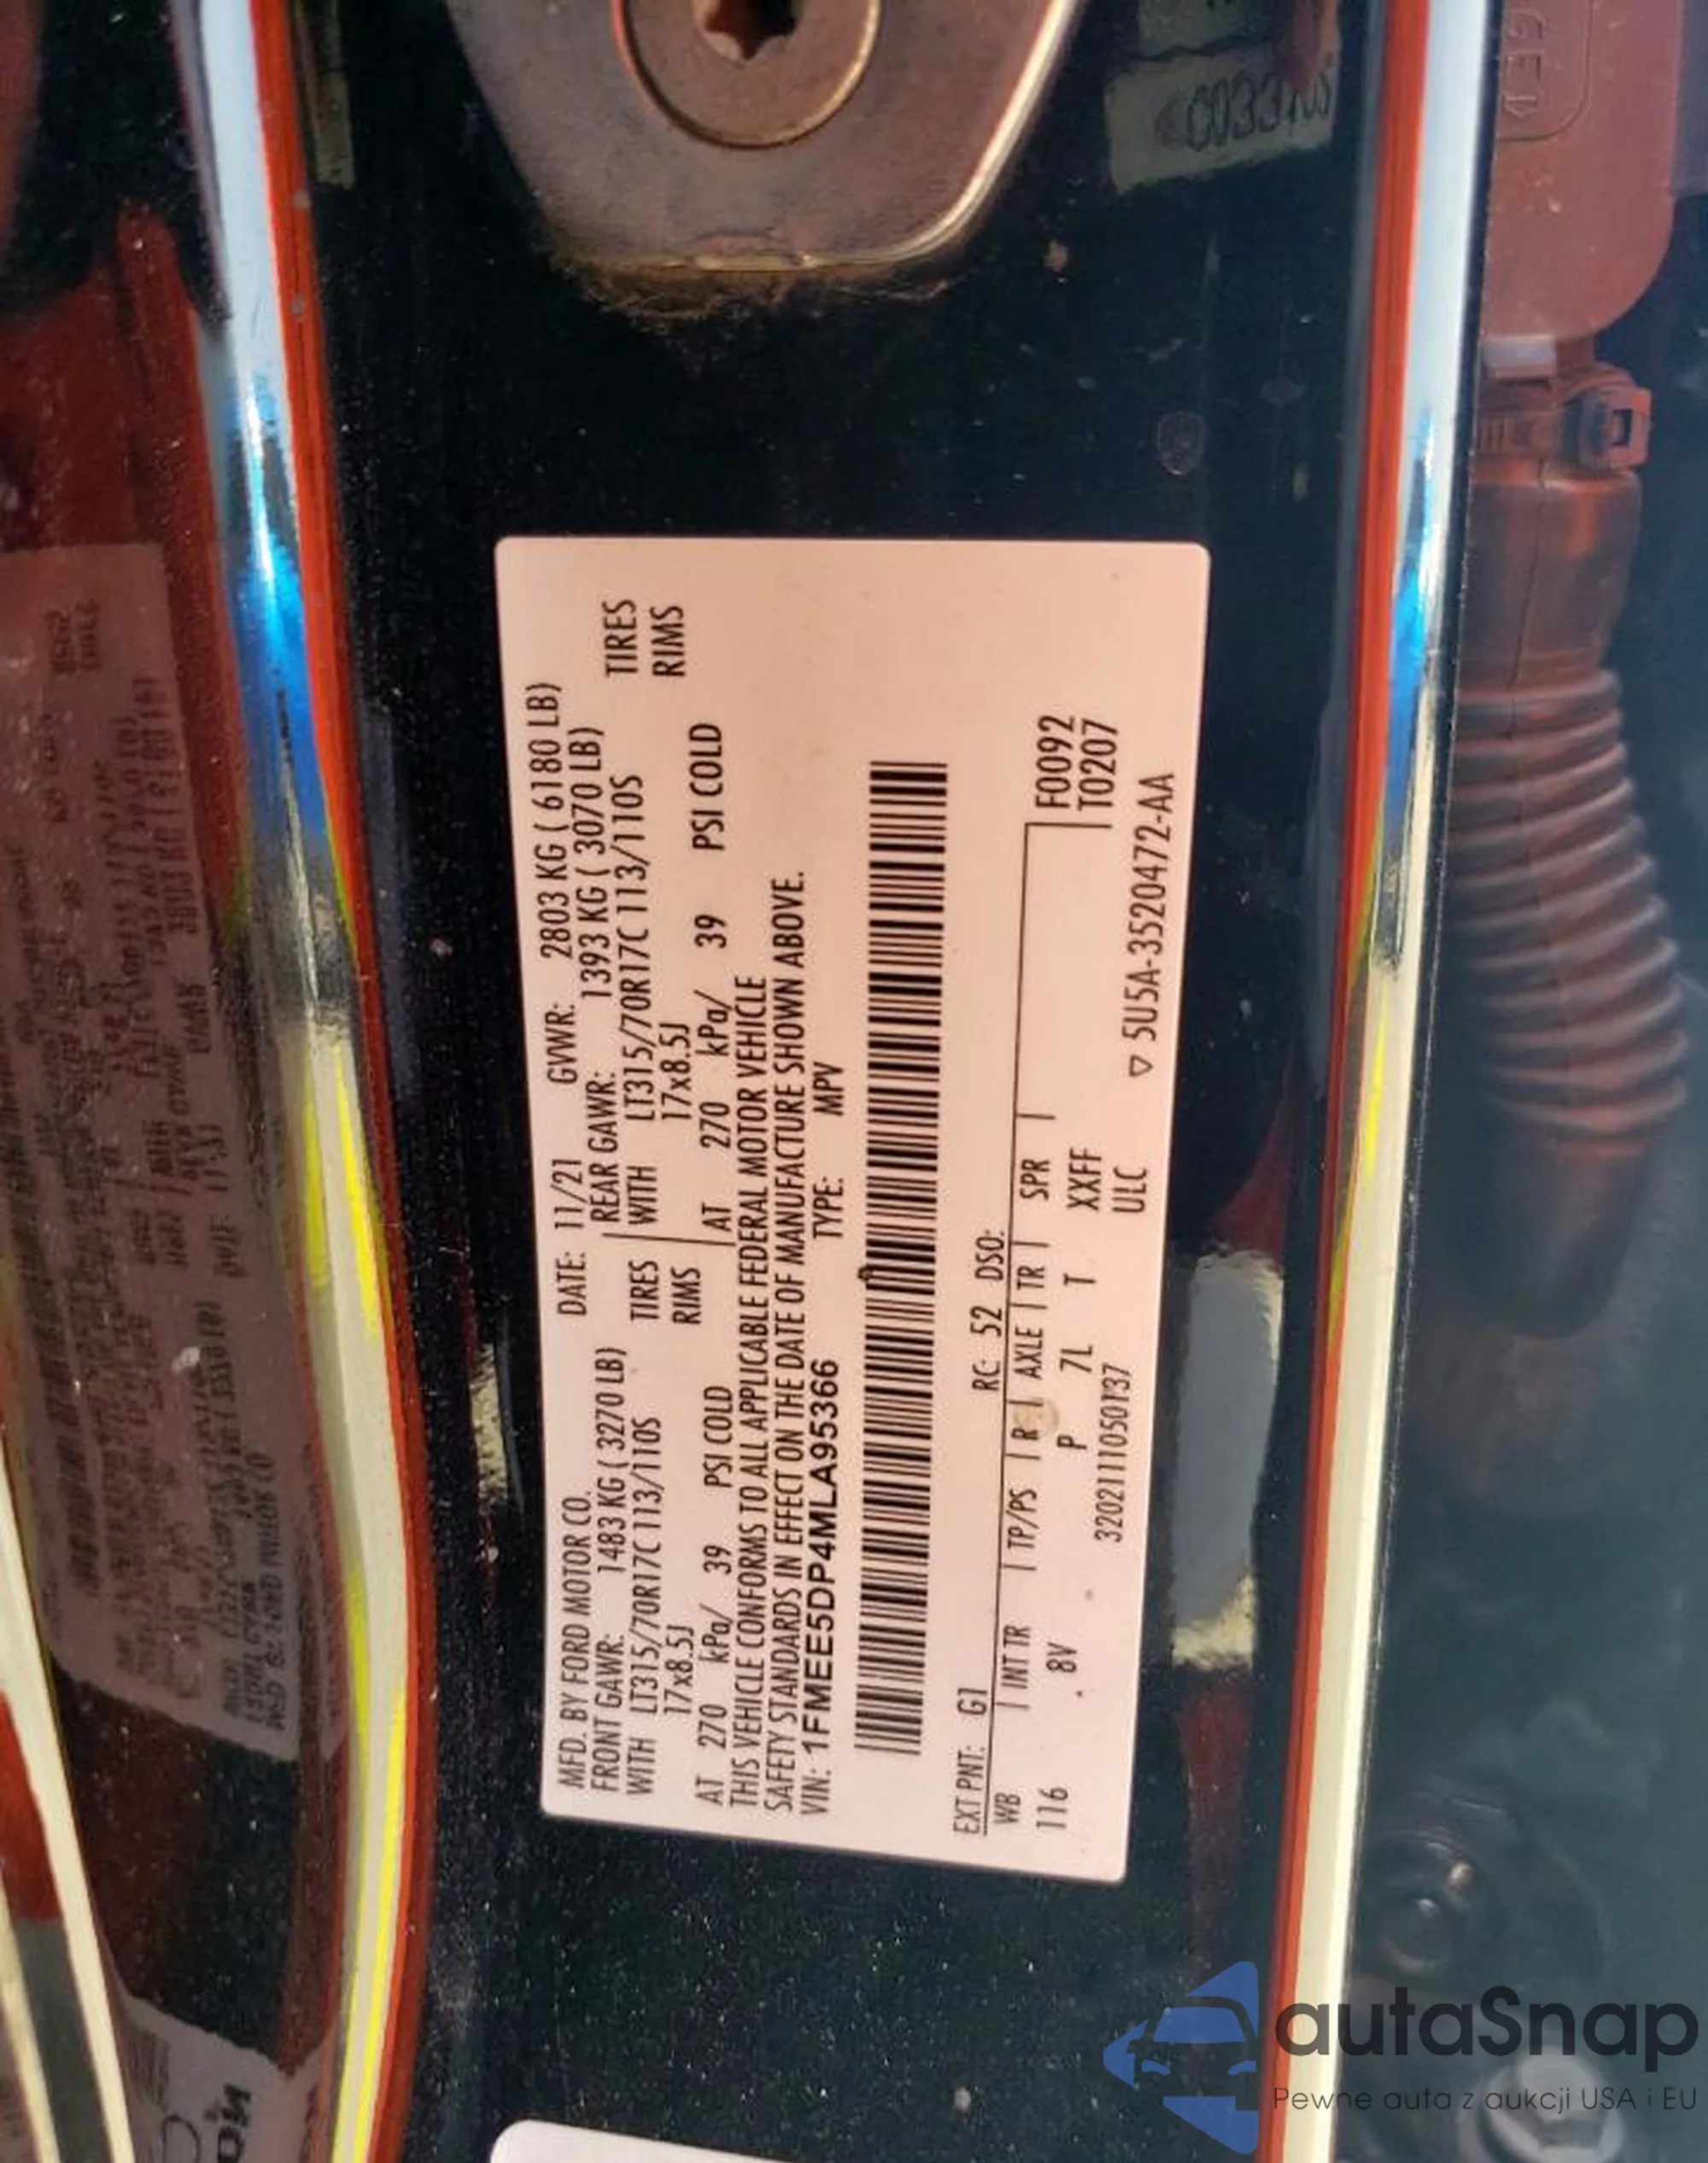 MFD. BY FORD MOTOR CO. DATE: 11/21 GVWR: 2803 KG ( 6180 LB)
FRONT GAWR: 1483 KG ( 3270 LB) REAR GAWR: 1393 KG ( 3070 LB)
WITH LT315/70R17C 113/110S TIRES WITH LT315/70R17C 113/110S TIRES
17x8.5J RIMS 17x8.5J RIMS
AT 270 kPa/ 39 PSI COLD AT 270 kPa/ 39 PSI COLD
THIS VEHICLE CONFORMS TO ALL APPLICABLE FEDERAL MOTOR VEHICLE
SAFETY STANDARDS IN EFFECT ON THE DATE OF MANUFACTURE SHOWN ABOVE.
VIN: 1FMEE5DP4MLA95366 TYPE: MPV
EXT PNT: G1 RC: 52 DSO:
WB | INT TR | TP/PS | R | AXLE | TR | SPR | F0092
116 8V P 7L T XXFF T0207
3202111050137 ULC
▽ 5U5A-3520472-AA
autaSnap
Pewne auta z aukcji USA i EU